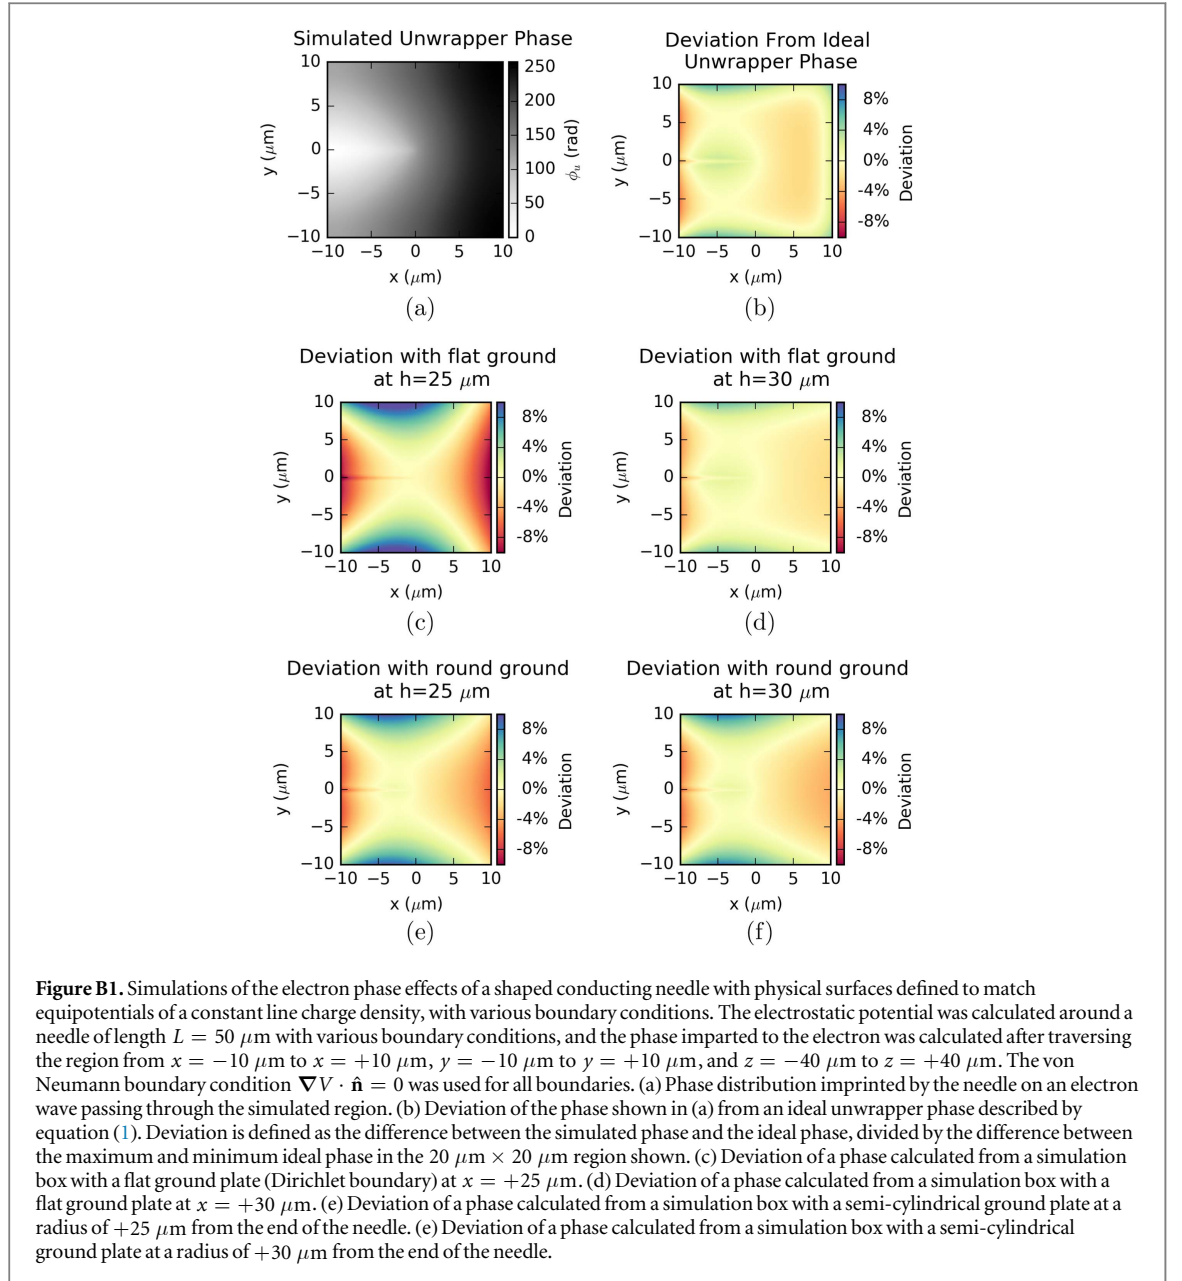 Simulated Unwrapper Phase
10
5
0
−5
−10
−10 −5 0 5 10
x (μm)
y (μm)
250
200
150
100
50
0
ϕu (rad)
(a)
Deviation From Ideal
Unwrapper Phase
10
5
0
−5
−10
−10 −5 0 5 10
x (μm)
y (μm)
8%
4%
0%
-4%
-8%
Deviation
(b)
Deviation with flat ground
at h=25 μm
10
5
0
−5
−10
−10 −5 0 5 10
x (μm)
y (μm)
8%
4%
0%
-4%
-8%
Deviation
(c)
Deviation with flat ground
at h=30 μm
10
5
0
−5
−10
−10 −5 0 5 10
x (μm)
y (μm)
8%
4%
0%
-4%
-8%
Deviation
(d)
Deviation with round ground
at h=25 μm
10
5
0
−5
−10
−10 −5 0 5 10
x (μm)
y (μm)
8%
4%
0%
-4%
-8%
Deviation
(e)
Deviation with round ground
at h=30 μm
10
5
0
−5
−10
−10 −5 0 5 10
x (μm)
y (μm)
8%
4%
0%
-4%
-8%
Deviation
(f)
Figure B1. Simulations of the electron phase effects of a shaped conducting needle with physical surfaces defined to match
equipotentials of a constant line charge density, with various boundary conditions. The electrostatic potential was calculated around a
needle of length L = 50 μm with various boundary conditions, and the phase imparted to the electron was calculated after traversing
the region from x = −10 μm to x = +10 μm, y = −10 μm to y = +10 μm, and z = −40 μm to z = +40 μm. The von
Neumann boundary condition ∇V · n̂ = 0 was used for all boundaries. (a) Phase distribution imprinted by the needle on an electron
wave passing through the simulated region. (b) Deviation of the phase shown in (a) from an ideal unwrapper phase described by
equation (1). Deviation is defined as the difference between the simulated phase and the ideal phase, divided by the difference between
the maximum and minimum ideal phase in the 20 μm × 20 μm region shown. (c) Deviation of a phase calculated from a simulation
box with a flat ground plate (Dirichlet boundary) at x = +25 μm. (d) Deviation of a phase calculated from a simulation box with a
flat ground plate at x = +30 μm. (e) Deviation of a phase calculated from a simulation box with a semi-cylindrical ground plate at a
radius of +25 μm from the end of the needle. (e) Deviation of a phase calculated from a simulation box with a semi-cylindrical
ground plate at a radius of +30 μm from the end of the needle.